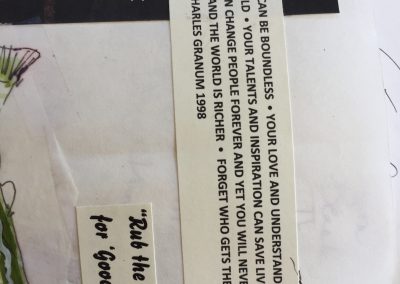 CAN BE BOUNDLESS • YOUR LOVE AND UNDERSTAND
LD • YOUR TALENTS AND INSPIRATION CAN SAVE LIV
N CHANGE PEOPLE FOREVER AND YET YOU WILL NEVE
AND THE WORLD IS RICHER • FORGET WHO GETS THE
HARLES GRANUM 1998
"Rub the
for 'Good